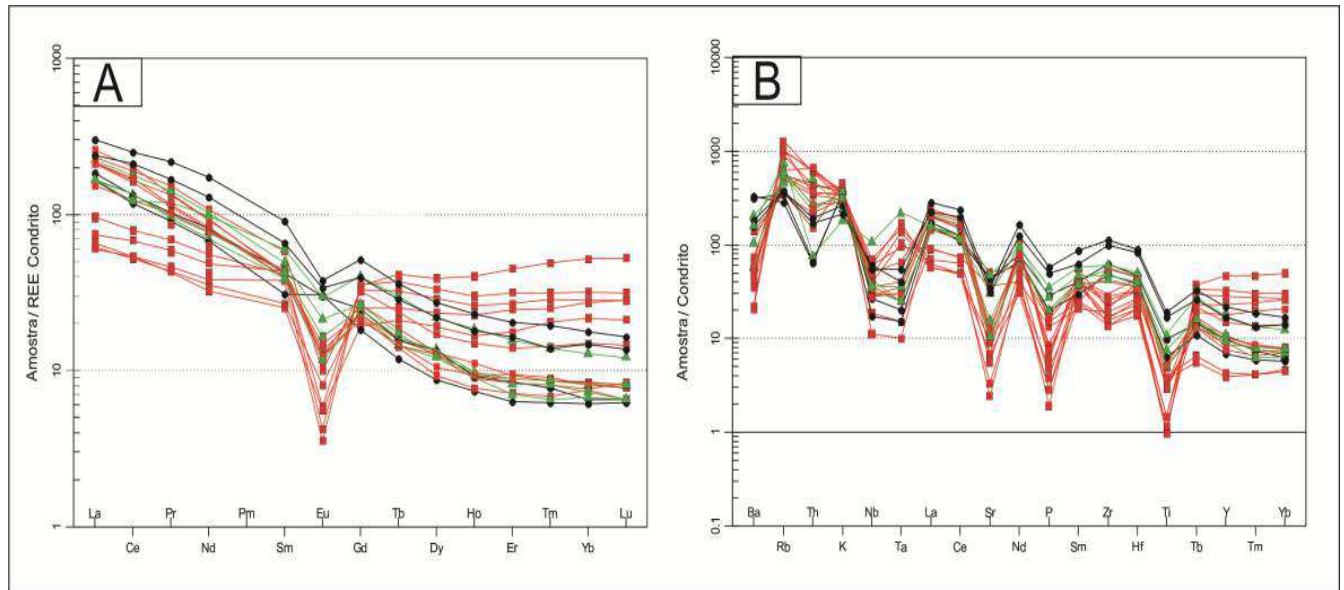 A
Amostra / REE Condrito
1000
100
10
1
La Pr Pm Eu Tb Ho Tm Lu
Ce Nd Sm Gd Dy Er Yb
B
Amostra / Condrito
10000
1000
100
10
1
0.1
Ba Th Nb La Sr P Zr Ti Y Yb
Rb K Ta Ce Nd Sm Hf Tb Tm